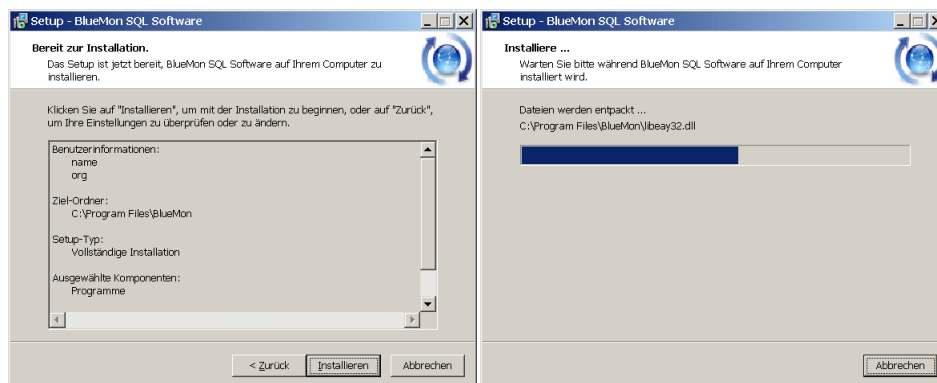 Setup - BlueMon SQL Software
Bereit zur Installation.
Das Setup ist jetzt bereit, BlueMon SQL Software auf Ihrem Computer zu
installieren.
Klicken Sie auf "Installieren", um mit der Installation zu beginnen, oder auf "Zurück",
um Ihre Einstellungen zu überprüfen oder zu ändern.
Benutzerinformationen:
name
org
Ziel-Ordner:
C:\Program Files\BlueMon
Setup-Typ:
Vollständige Installation
Ausgewählte Komponenten:
Programme
< Zurück
Installieren
Abbrechen
Setup - BlueMon SQL Software
Installiere ...
Warten Sie bitte während BlueMon SQL Software auf Ihrem Computer
installiert wird.
Dateien werden entpackt ...
C:\Program Files\BlueMon\libeay32.dll
Abbrechen